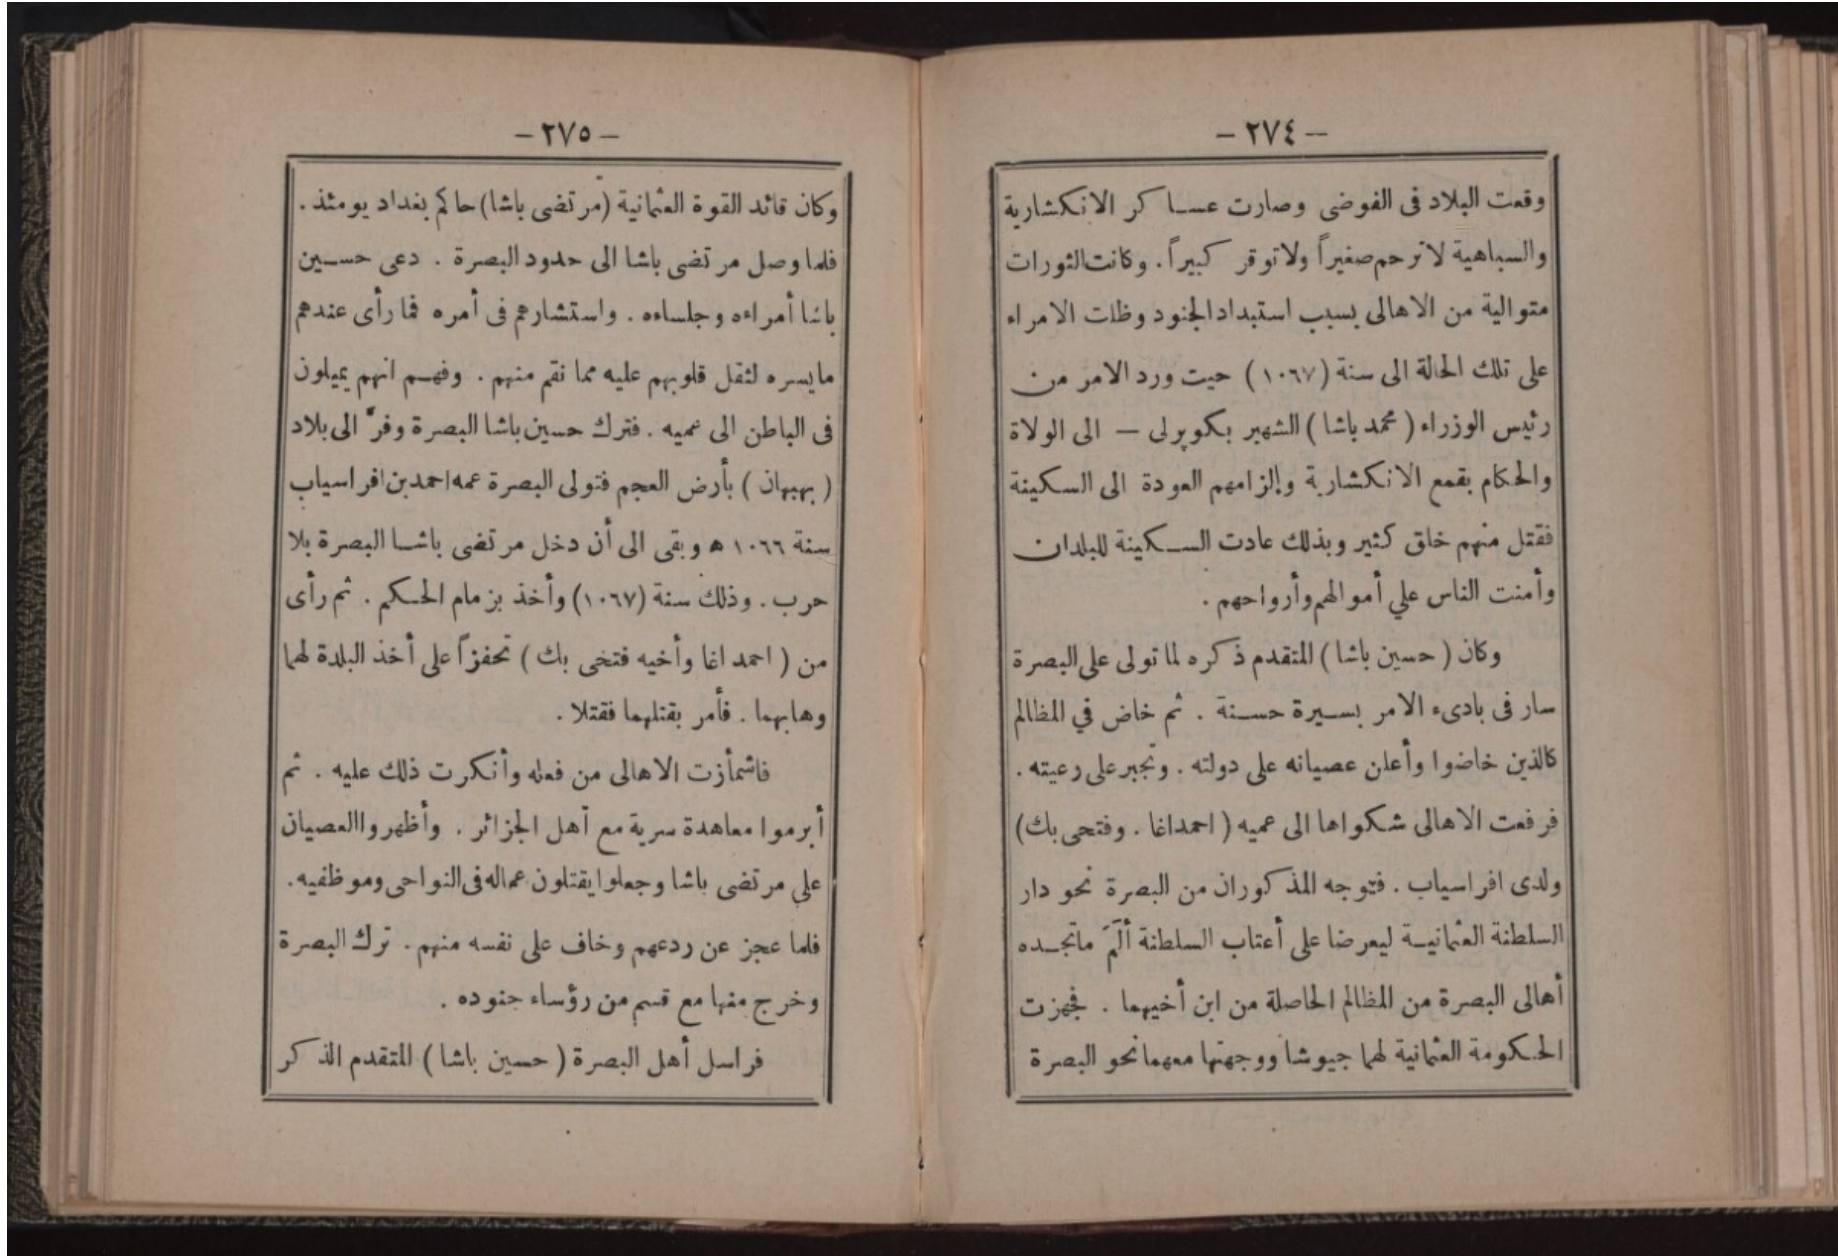 — ٢٧٤ —
وقعت البلاد فى الفوضى وصارت عساكر الانكشارية
والسباهية لا ترحم صغيراً ولا توقر كبيراً . وكانت الثورات
متوالية من الاهالى بسبب استبداد الجنود وظلت الامراء
على تلك الحالة الى سنة ( ١٠٦٧ ) حيت ورد الامر من
رئيس الوزراء ( محمد باشا ) الشهير بكوپرلى — الى الولاة
والحكام بقمع الانكشارية وإلزامهم العودة الى السكينة
فقتل منهم خلق كثير وبذلك عادت السكينة للبلدان
وأمنت الناس علي أموالهم وأرواحهم .
وكان ( حسين باشا ) المتقدم ذكره لما تولى على البصرة
سار فى بادىء الامر بسيرة حسنة . ثم خاض في المظالم
كالذين خاضوا وأعلن عصيانه على دولته . وتجبر على رعيته .
فرفعت الاهالى شكواها الى عميه ( احمداغا . وفتحى بك )
ولدى افراسياب . فتوجه المذكوران من البصرة نحو دار
السلطنة العثمانية ليعرضا على أعتاب السلطنة ألَمَ ماتجده
أهالى البصرة من المظالم الحاصلة من ابن أخيهما . فجهزت
الحكومة العثمانية لهما جيوشا ووجهتها معهما نحو البصرة
— ٢٧٥ —
وكان قائد القوة العثمانية (مرتضى باشا) حاكم بغداد يومئذ .
فلما وصل مرتضى باشا الى حدود البصرة . دعى حسين
باشا أمراءه وجلساءه . واستشارهم فى أمره فما رأى عندهم
مايسره لثقل قلوبهم عليه مما نقم منهم . وفهم انهم يميلون
فى الباطن الى عميه . فترك حسين باشا البصرة وفرَّ الى بلاد
( بهبهان ) بأرض العجم فتولى البصرة عمه احمد بن افراسياب
سنة ١٠٦٦ ه وبقى الى أن دخل مرتضى باشا البصرة بلا
حرب . وذلك سنة (١٠٦٧) وأخذ بزمام الحكم . ثم رأى
من ( احمد اغا وأخيه فتخى بك ) تحفزاً على أخذ البلدة لهما
وهابهما . فأمر بقتلهما فقتلا .
فاشمأزت الاهالى من فعله وأنكرت ذلك عليه . ثم
أبرموا معاهدة سرية مع أهل الجزائر . وأظهروا العصيان
علي مرتضى باشا وجعلوا يقتلون عماله فى النواحى وموظفيه .
فلما عجز عن ردعهم وخاف على نفسه منهم . ترك البصرة
وخرج منها مع قسم من رؤساء جنوده .
فراسل أهل البصرة ( حسين باشا ) المتقدم الذكر